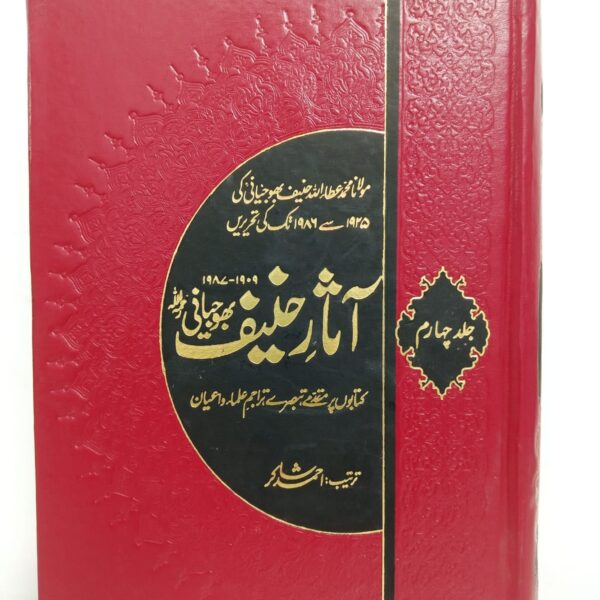 مولانا محمد عطاء اللہ حنیف بھوجیانی کی
۱۹۲۵ سے ۱۹۸۶ تک کی تحریریں
۱۹۰۹-۱۹۸۷
آثارِ حنیف بھوجیانی رحمہ اللہ
کتابوں پر مقدمے، تبصرے، تراجم علماء و اعیان
ترتیب: احمد شاکر
جلد چہارم